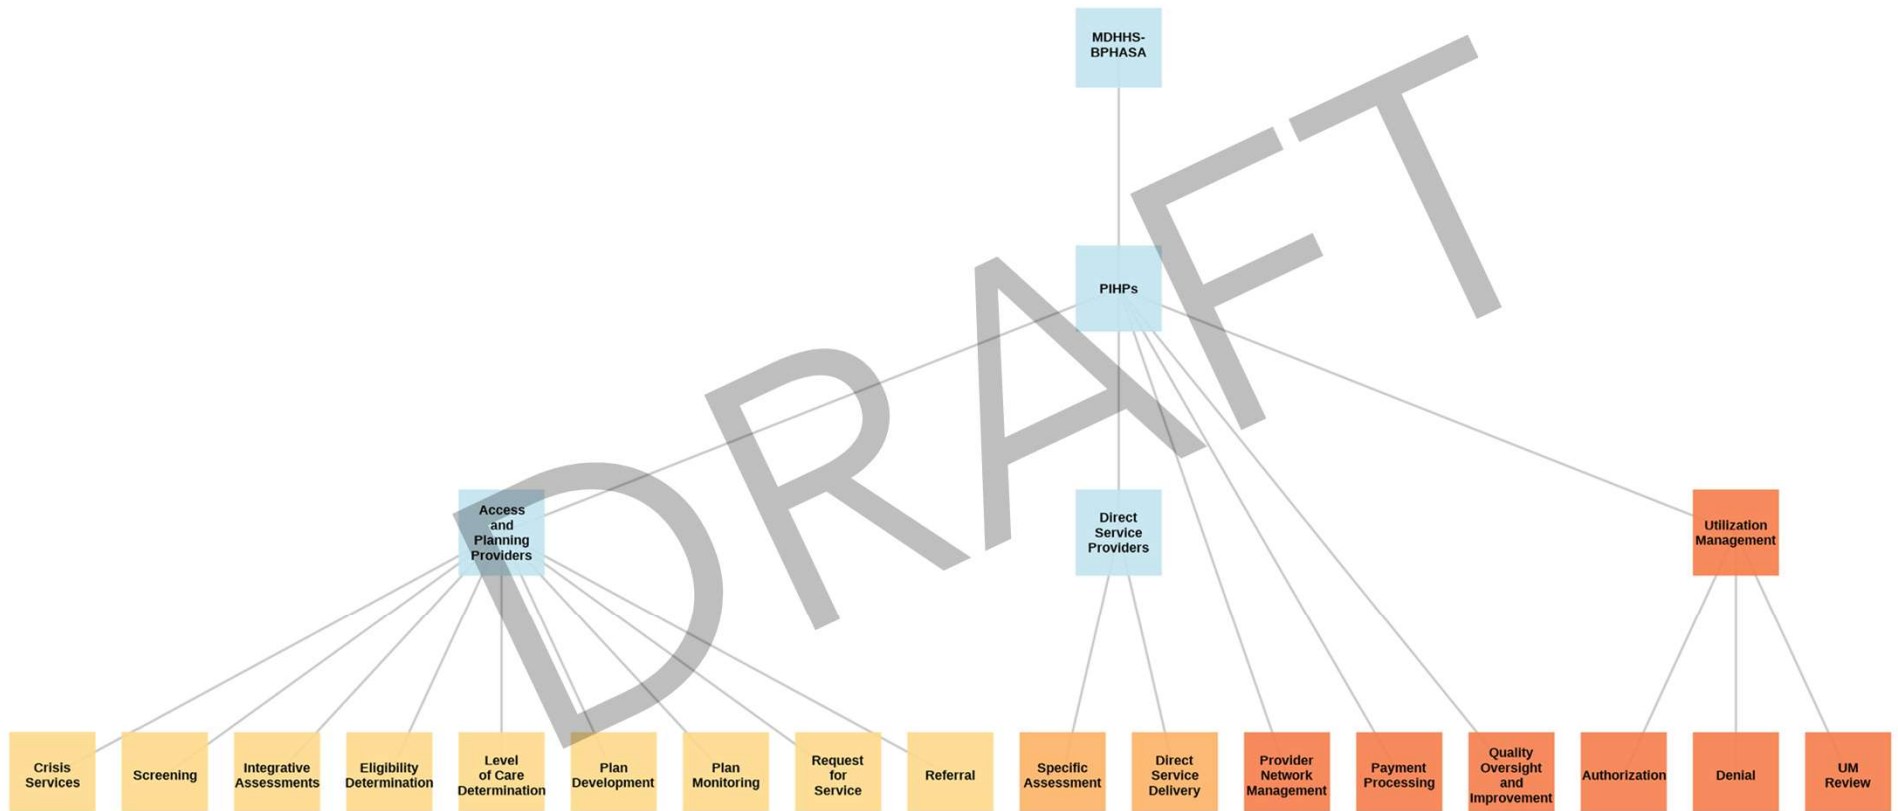 MDHHS-
BPHASA
PIHPs
Access
and
Planning
Providers
Direct
Service
Providers
Utilization
Management
Crisis
Services
Screening
Integrative
Assessments
Eligibility
Determination
Level
of Care
Determination
Plan
Development
Plan
Monitoring
Request
for
Service
Referral
Specific
Assessment
Direct
Service
Delivery
Provider
Network
Management
Payment
Processing
Quality
Oversight
and
Improvement
Authorization
Denial
UM
Review
DRAFT